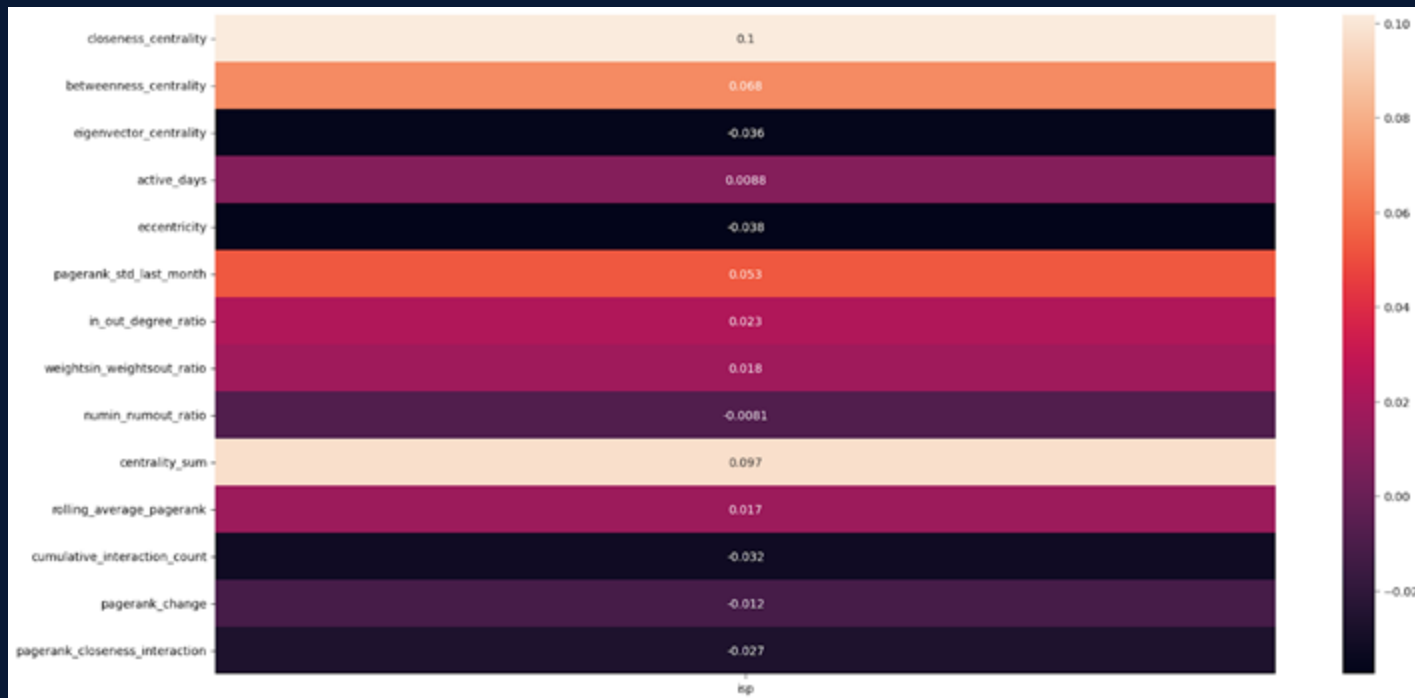 closeness_centrality 0.1
betweenness_centrality 0.068
eigenvector_centrality -0.036
active_days 0.0088
eccentricity -0.038
pagerank_std_last_month 0.053
in_out_degree_ratio 0.023
weightsin_weightsout_ratio 0.018
numin_numout_ratio -0.0081
centrality_sum 0.097
rolling_average_pagerank 0.017
cumulative_interaction_count -0.032
pagerank_change -0.012
pagerank_closeness_interaction -0.027
isp
0.10
0.08
0.06
0.04
0.02
0.00
−0.02